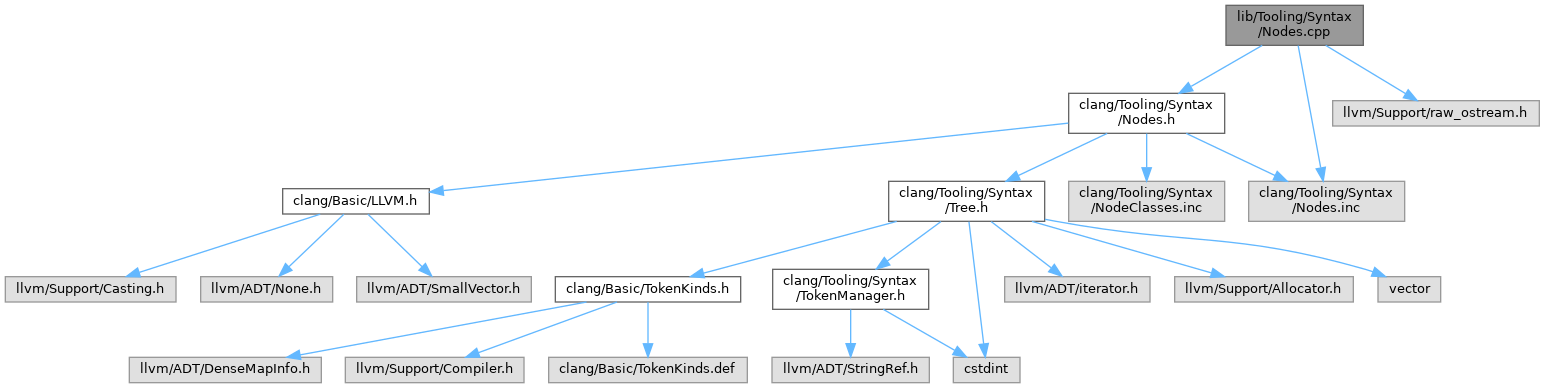 lib/Tooling/Syntax
/Nodes.cpp
clang/Tooling/Syntax
/Nodes.h
llvm/Support/raw_ostream.h
clang/Basic/LLVM.h
clang/Tooling/Syntax
/Tree.h
clang/Tooling/Syntax
/NodeClasses.inc
clang/Tooling/Syntax
/Nodes.inc
llvm/Support/Casting.h
llvm/ADT/None.h
llvm/ADT/SmallVector.h
clang/Basic/TokenKinds.h
clang/Tooling/Syntax
/TokenManager.h
llvm/ADT/iterator.h
llvm/Support/Allocator.h
vector
llvm/ADT/DenseMapInfo.h
llvm/Support/Compiler.h
clang/Basic/TokenKinds.def
llvm/ADT/StringRef.h
cstdint